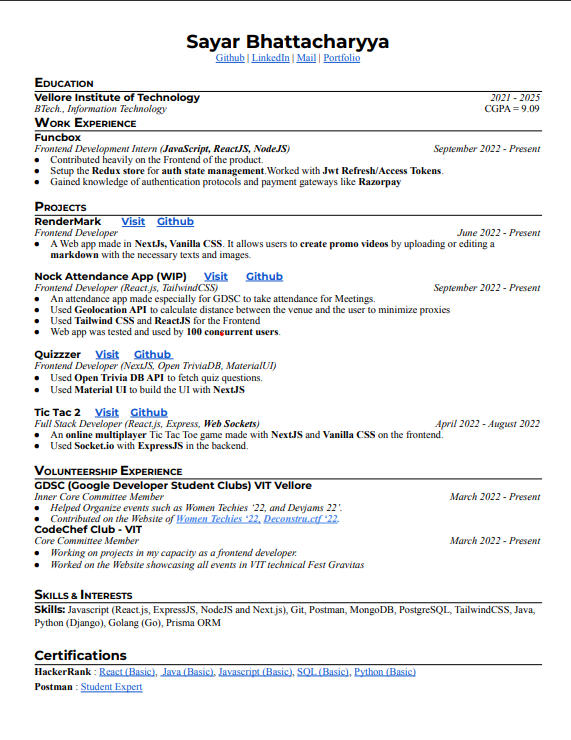 Sayar Bhattacharyya
Github | LinkedIn | Mail | Portfolio
EDUCATION
Vellore Institute of Technology 2021 - 2025
BTech., Information Technology CGPA = 9.09
WORK EXPERIENCE
Funcbox
Frontend Development Intern (JavaScript, ReactJS, NodeJS) September 2022 - Present
● Contributed heavily on the Frontend of the product.
● Setup the Redux store for auth state management.Worked with Jwt Refresh/Access Tokens.
● Gained knowledge of authentication protocols and payment gateways like Razorpay
PROJECTS
RenderMark Visit Github
Frontend Developer June 2022 - Present
● A Web app made in NextJs, Vanilla CSS. It allows users to create promo videos by uploading or editing a
markdown with the necessary texts and images.
Nock Attendance App (WIP) Visit Github
Frontend Developer (React.js, TailwindCSS) September 2022 - Present
● An attendance app made especially for GDSC to take attendance for Meetings.
● Used Geolocation API to calculate distance between the venue and the user to minimize proxies
● Used Tailwind CSS and ReactJS for the Frontend
● Web app was tested and used by 100 concurrent users.
Quizzzer Visit Github
Frontend Developer (NextJS, Open TriviaDB, MaterialUI)
● Used Open Trivia DB API to fetch quiz questions.
● Used Material UI to build the UI with NextJS
Tic Tac 2 Visit Github
Full Stack Developer (React.js, Express, Web Sockets) April 2022 - August 2022
● An online multiplayer Tic Tac Toe game made with NextJS and Vanilla CSS on the frontend.
● Used Socket.io with ExpressJS in the backend.
VOLUNTEERSHIP EXPERIENCE
GDSC (Google Developer Student Clubs) VIT Vellore
Inner Core Committee Member March 2022 - Present
● Helped Organize events such as Women Techies ‘22, and Devjams 22’.
● Contributed on the Website of Women Techies ‘22, Deconstru.ctf ‘22.
CodeChef Club - VIT
Core Committee Member March 2022 - Present
● Working on projects in my capacity as a frontend developer.
● Worked on the Website showcasing all events in VIT technical Fest Gravitas
SKILLS & INTERESTS
Skills: Javascript (React.js, ExpressJS, NodeJS and Next.js), Git, Postman, MongoDB, PostgreSQL, TailwindCSS, Java,
Python (Django), Golang (Go), Prisma ORM
Certifications
HackerRank : React (Basic), Java (Basic), Javascript (Basic), SQL (Basic), Python (Basic)
Postman : Student Expert